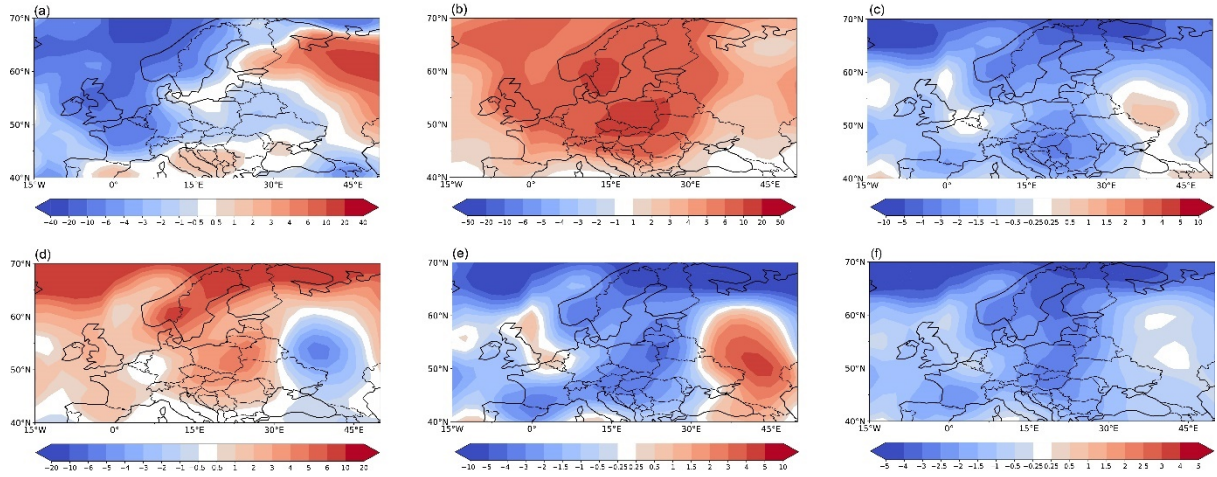 (a)
70°N
60°N
50°N
40°N
15°W 0° 15°E 30°E 45°E
−40 −20 −10 −6 −5 −3 −2 −1 −0.5 0.5 1 2 3 5 6 10 20 40
(b)
70°N
60°N
50°N
40°N
15°W 0° 15°E 30°E 45°E
−50 −20 −10 −6 −5 −4 −3 −2 −1 1 2 3 4 5 6 10 20 50
(c)
70°N
60°N
50°N
40°N
15°W 0° 15°E 30°E 45°E
−10 −5 −4 −3 −2 −1.5 −1 −0.5 −0.25 0.25 0.5 1 1.5 2 3 4 5 10
(d)
70°N
60°N
50°N
40°N
15°W 0° 15°E 30°E 45°E
−20 −10 −6 −5 −4 −3 −2 −1 0.5 0.5 1 2 3 4 5 6 10 20
(e)
70°N
60°N
50°N
40°N
15°W 0° 15°E 30°E 45°E
−10 −5 −4 −3 −2 −1.5 −1 −0.5 −0.25 0.25 0.5 1 1.5 2 3 4 5 10
(f)
70°N
60°N
50°N
40°N
15°W 0° 15°E 30°E 45°E
−5 −4 −3 −2 −1.5 −1 −0.5 −0.25 0.25 0.5 1 1.5 2 3 4 5